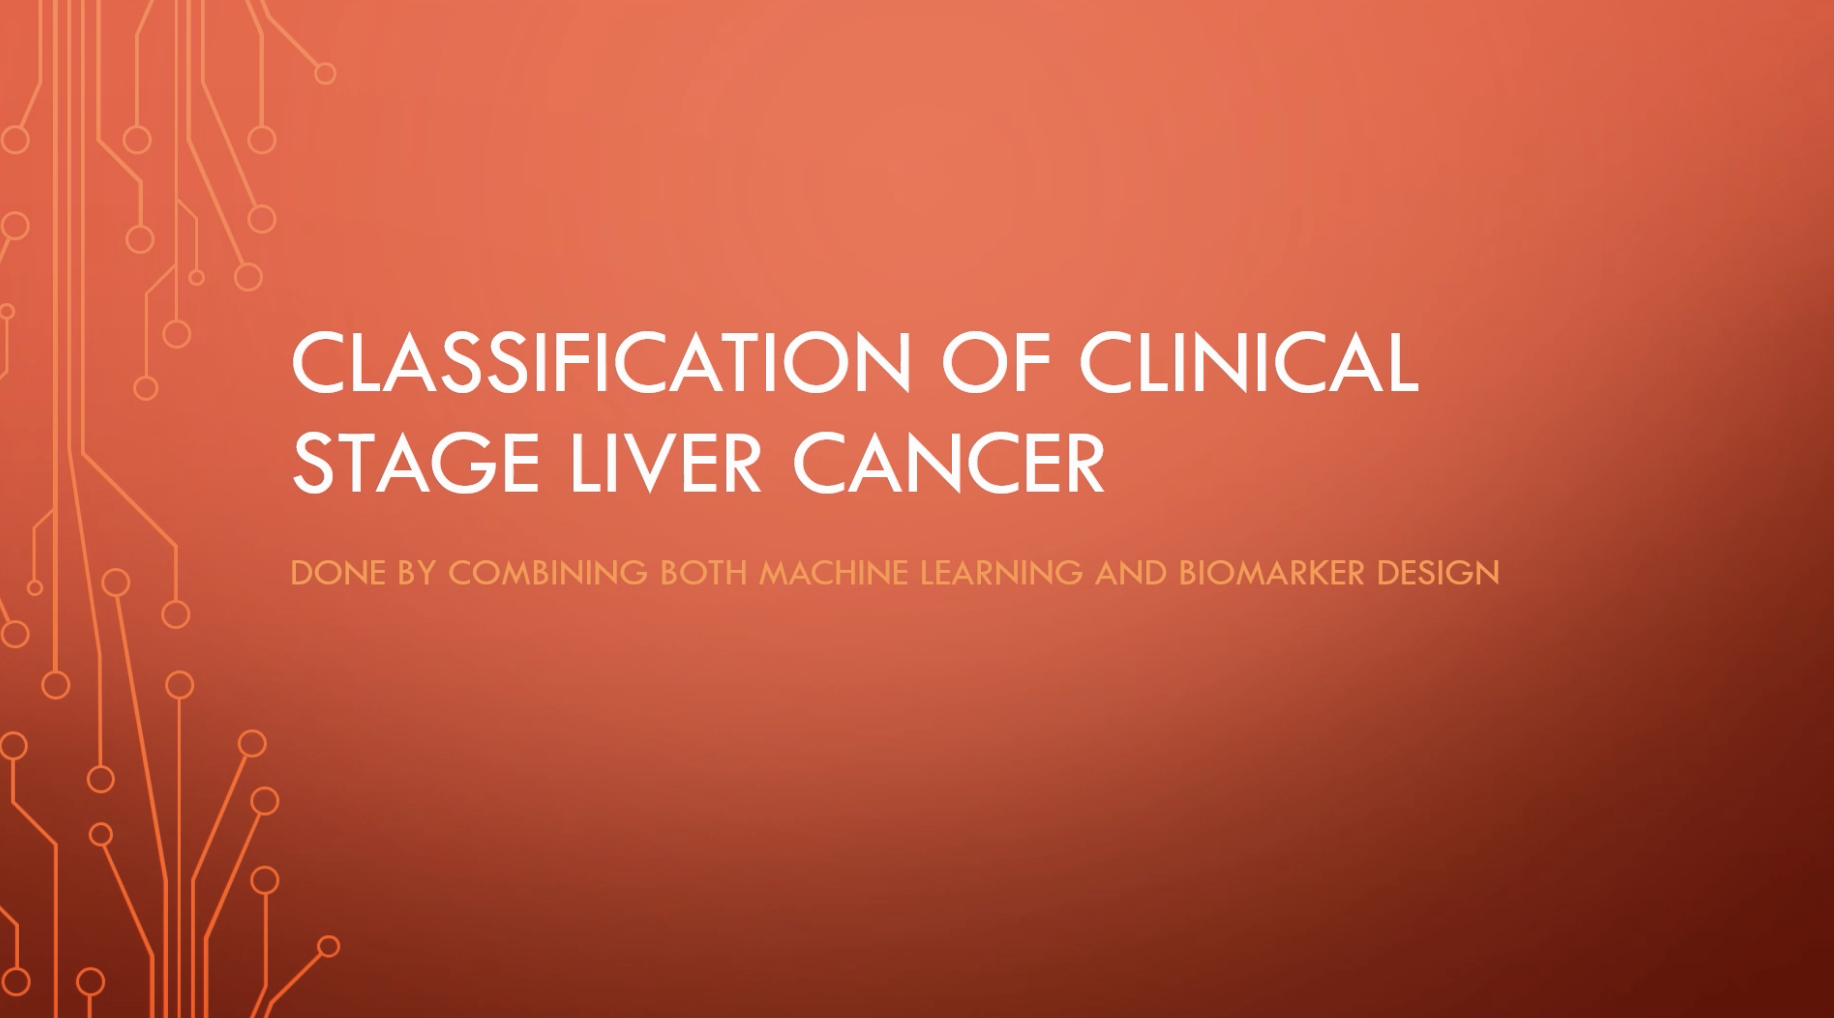 CLASSIFICATION OF CLINICAL
STAGE LIVER CANCER
DONE BY COMBINING BOTH MACHINE LEARNING AND BIOMARKER DESIGN